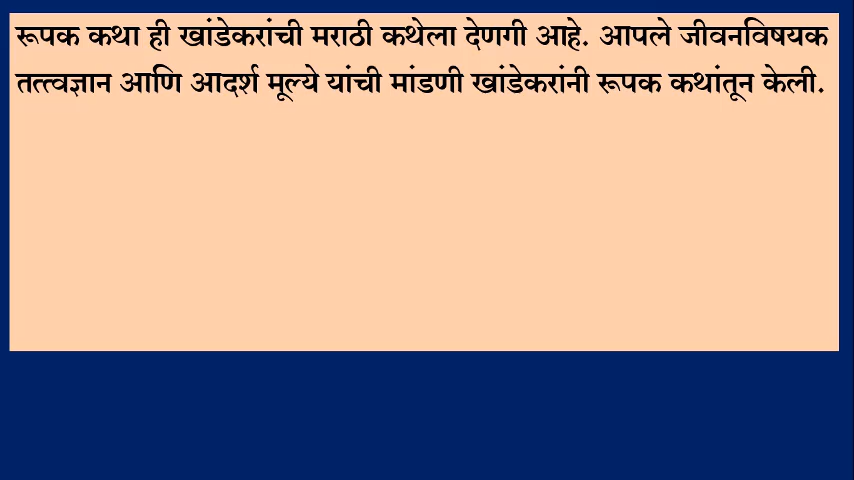 रूपक कथा ही खांडेकरांची मराठी कथेला देणगी आहे. आपले जीवनविषयक
तत्त्वज्ञान आणि आदर्श मूल्ये यांची मांडणी खांडेकरांनी रूपक कथांतून केली.